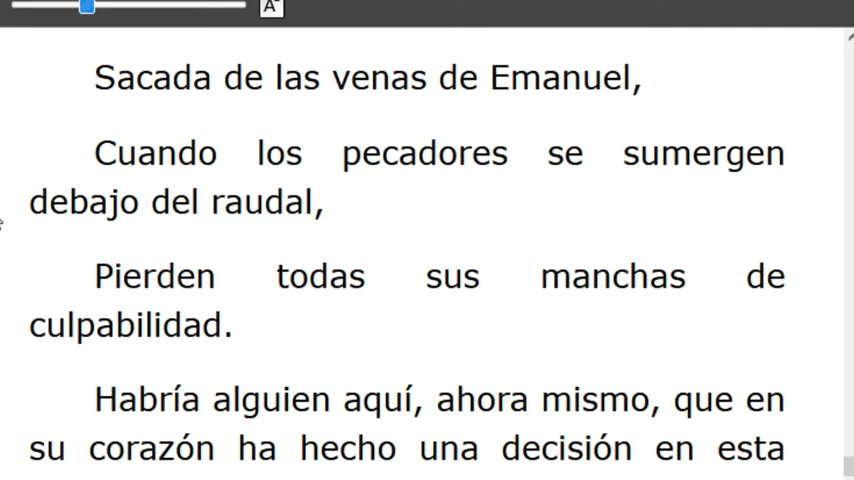 A
Sacada de las venas de Emanuel,
Cuando los pecadores se sumergen
debajo del raudal,
Pierden todas sus manchas de
culpabilidad.
Habría alguien aquí, ahora mismo, que en
su corazón ha hecho una decisión en esta